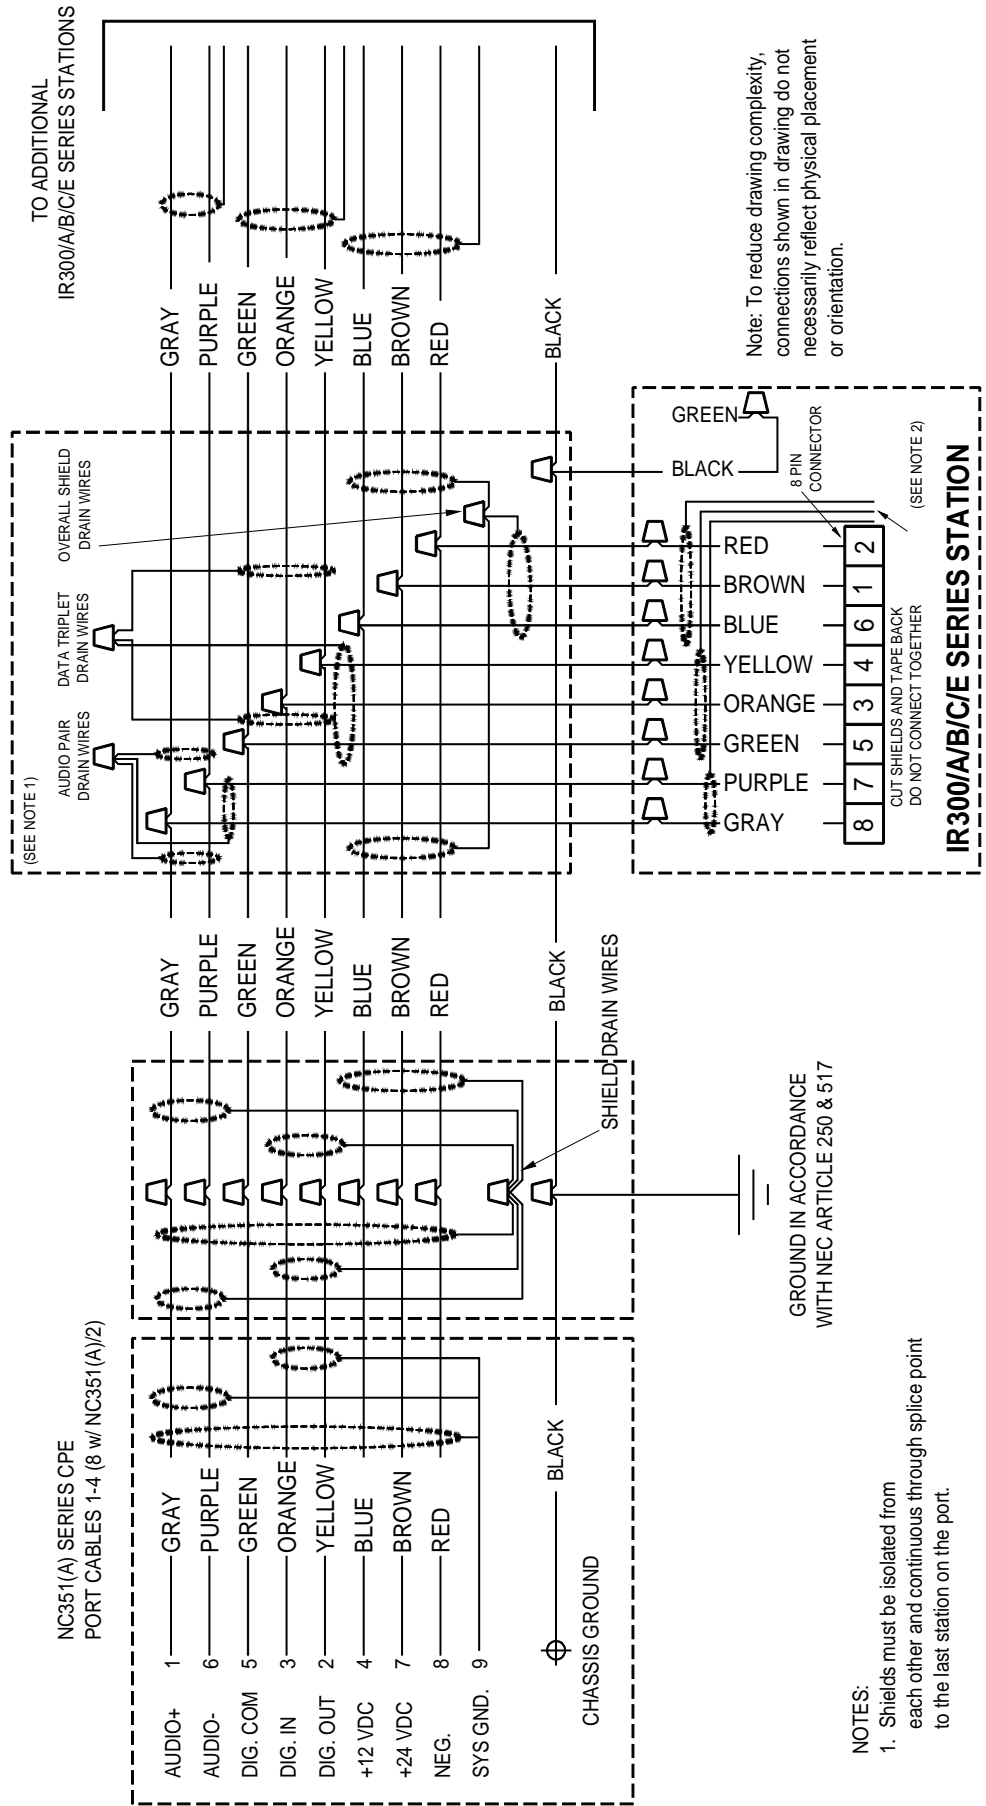 NC351(A) SERIES CPE
PORT CABLES 1-4 (8 w/ NC351(A)/2)
AUDIO+ 1 GRAY
AUDIO- 6 PURPLE
DIG. COM 5 GREEN
DIG. IN 3 ORANGE
DIG. OUT 2 YELLOW
+12 VDC 4 BLUE
+24 VDC 7 BROWN
NEG. 8 RED
SYS GND. 9
BLACK
CHASSIS GROUND
SHIELD DRAIN WIRES
GROUND IN ACCORDANCE
WITH NEC ARTICLE 250 & 517
GRAY
PURPLE
GREEN
ORANGE
YELLOW
BLUE
BROWN
RED
BLACK
(SEE NOTE 1)
AUDIO PAIR
DRAIN WIRES
DATA TRIPLET
DRAIN WIRES
OVERALL SHIELD
DRAIN WIRES
TO ADDITIONAL
IR300/A/B/C/E SERIES STATIONS
GRAY
PURPLE
GREEN
ORANGE
YELLOW
BLUE
BROWN
RED
BLACK
GREEN
BLACK
GRAY
PURPLE
GREEN
ORANGE
YELLOW
BLUE
BROWN
RED
8 7 5 3 4 6 1 2
8 PIN
CONNECTOR
(SEE NOTE 2)
CUT SHIELDS AND TAPE BACK
DO NOT CONNECT TOGETHER
IR300/A/B/C/E SERIES STATION
Note: To reduce drawing complexity,
connections shown in drawing do not
necessarily reflect physical placement
or orientation.
NOTES:
1. Shields must be isolated from
each other and continuous through splice point
to the last station on the port.